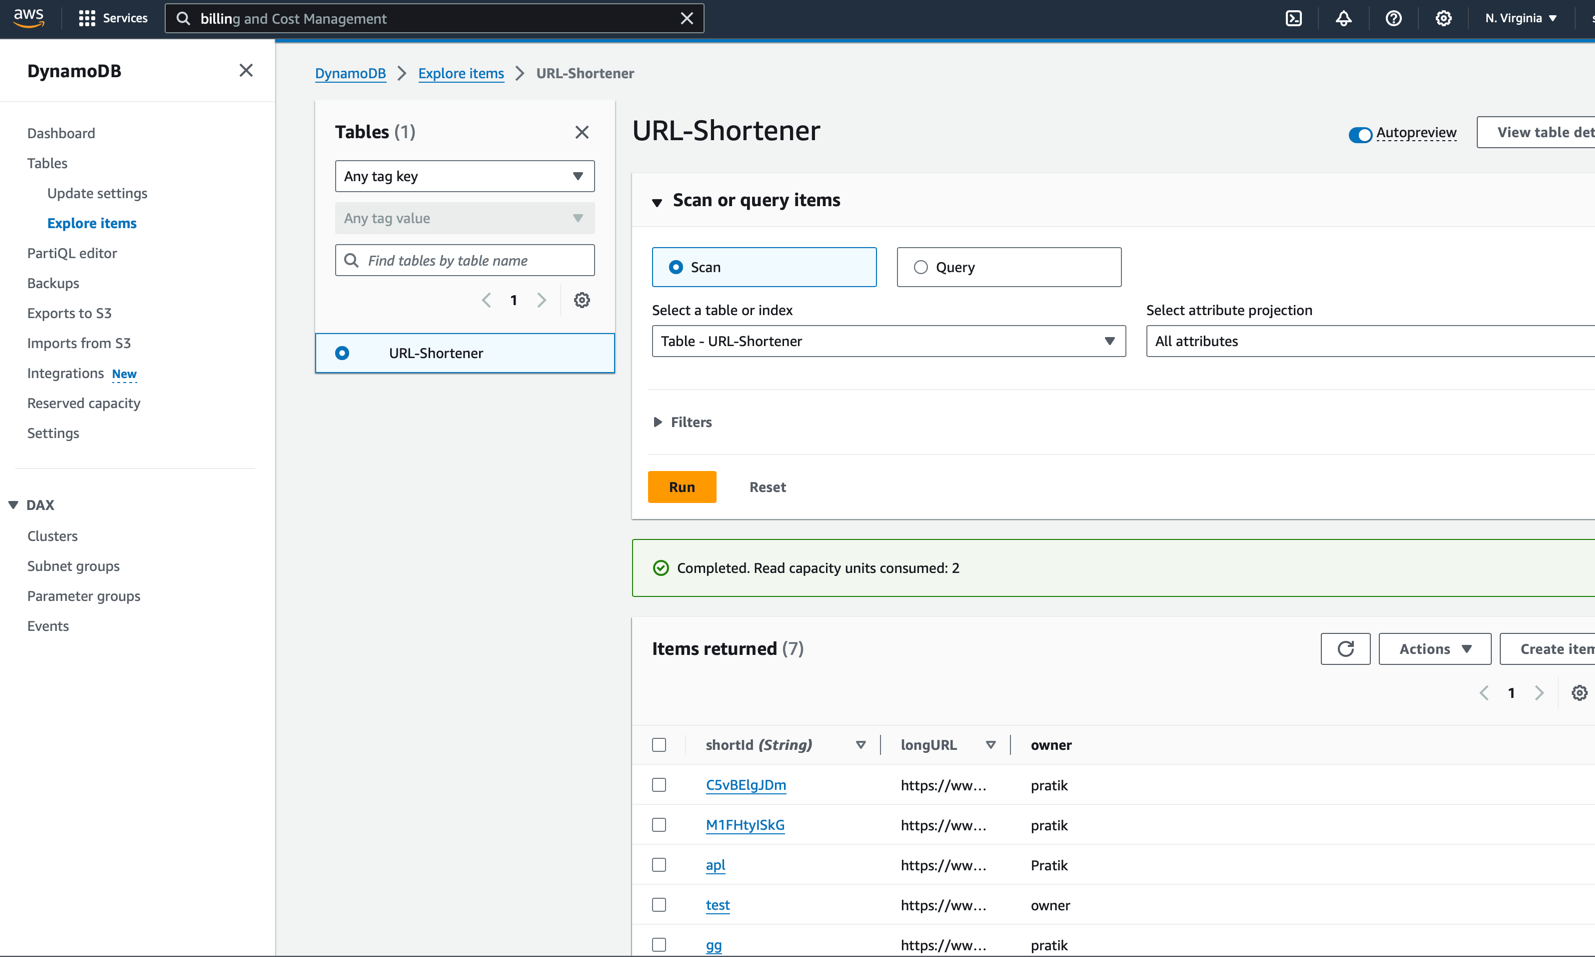 aws
Services
billing and Cost Management
N. Virginia
DynamoDB
Dashboard
Tables
Update settings
Explore items
PartiQL editor
Backups
Exports to S3
Imports from S3
Integrations New
Reserved capacity
Settings
DAX
Clusters
Subnet groups
Parameter groups
Events
DynamoDB
Explore items
URL-Shortener
Tables (1)
Any tag key
Any tag value
Find tables by table name
1
URL-Shortener
URL-Shortener
Autopreview
View table det
Scan or query items
Scan
Query
Select a table or index
Select attribute projection
Table - URL-Shortener
All attributes
Filters
Run
Reset
Completed. Read capacity units consumed: 2
Items returned (7)
Actions
Create item
1
shortId (String) longURL owner
C5vBElgJDm https://ww... pratik
M1FHtyISkG https://ww... pratik
apl https://ww... Pratik
test https://ww... owner
gg https://ww... pratik